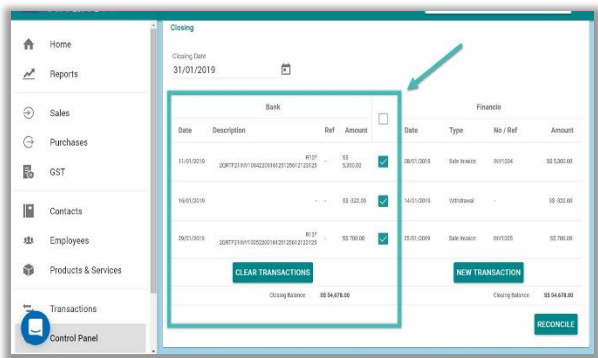 Closing
Home
Closing Date
31/01/2019
Reports
Sales
Bank
Financio
Purchases
Date Description Ref Amount Date Type No / Ref Amount
GST
11/01/2019 - S$ 5,300.00 08/01/2019 Sale Invoice INV1004 S$ 5,300.00
Contacts
16/01/2019 - - S$ -322.00 14/01/2019 Withdrawal - S$ -322.00
Employees
29/01/2019 - S$ 700.00 25/01/2019 Sale Invoice INV1005 S$ 700.00
Products & Services
CLEAR TRANSACTIONS NEW TRANSACTION
Closing Balance S$ 54,678.00 Closing Balance S$ 54,678.00
Transactions
RECONCILE
Control Panel